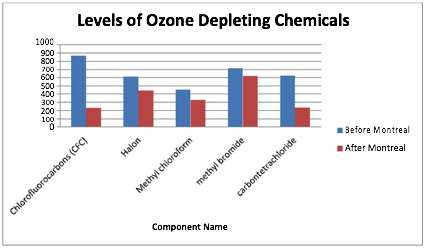 Levels of Ozone Depleting Chemicals
1000
900
800
700
600
500
400
300
200
100
0
Chlorofluorocarbons (CFC)
Halon
Methyl chloroform
methyl bromide
carbontetrachloride
Before Montreal
After Montreal
Component Name